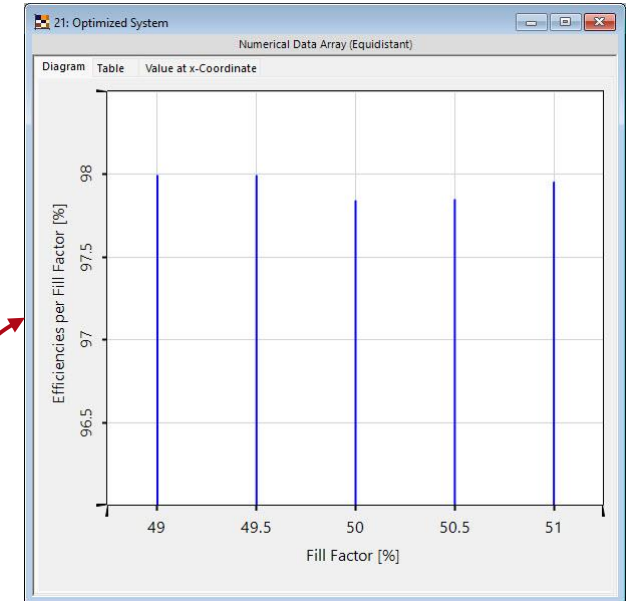 21: Optimized System
Numerical Data Array (Equidistant)
Diagram Table Value at x-Coordinate
Efficiencies per Fill Factor [%]
98
97.5
97
96.5
49 49.5 50 50.5 51
Fill Factor [%]